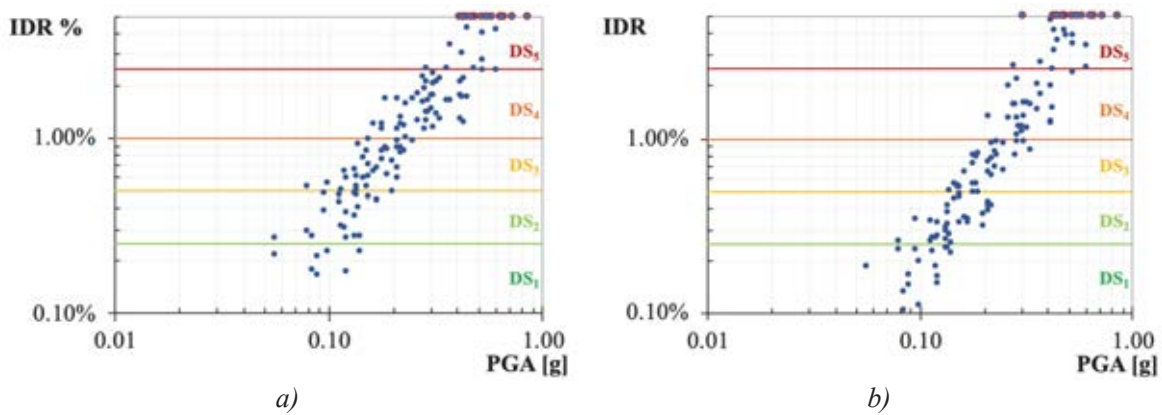 IDR %
DS5
DS4
1.00%
DS3
DS2
DS1
0.10%
0.01
0.10
1.00
PGA [g]
a)
IDR
DS5
DS4
1.00%
DS3
DS2
DS1
0.10%
0.01
0.10
1.00
PGA [g]
b)